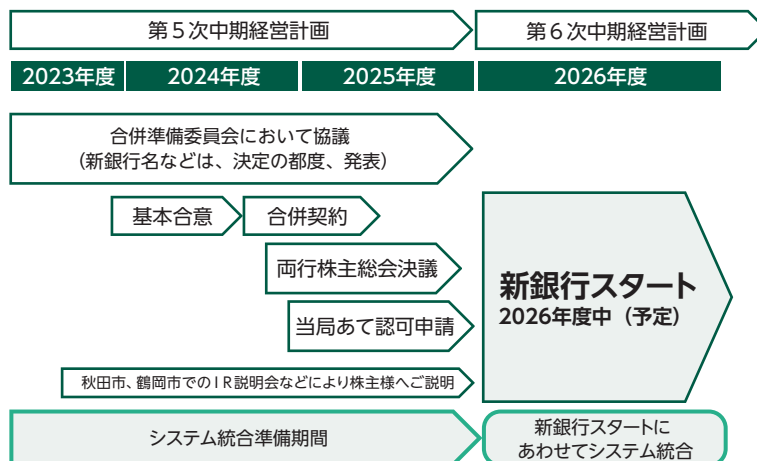 第５次中期経営計画
第６次中期経営計画
2023年度
2024年度
2025年度
2026年度
合併準備委員会において協議
(新銀行名などは、決定の都度、発表)
基本合意
合併契約
両行株主総会決議
当局あて認可申請
新銀行スタート
2026年度中（予定）
秋田市、鶴岡市でのＩＲ説明会などにより株主様へご説明
システム統合準備期間
新銀行スタートに
あわせてシステム統合